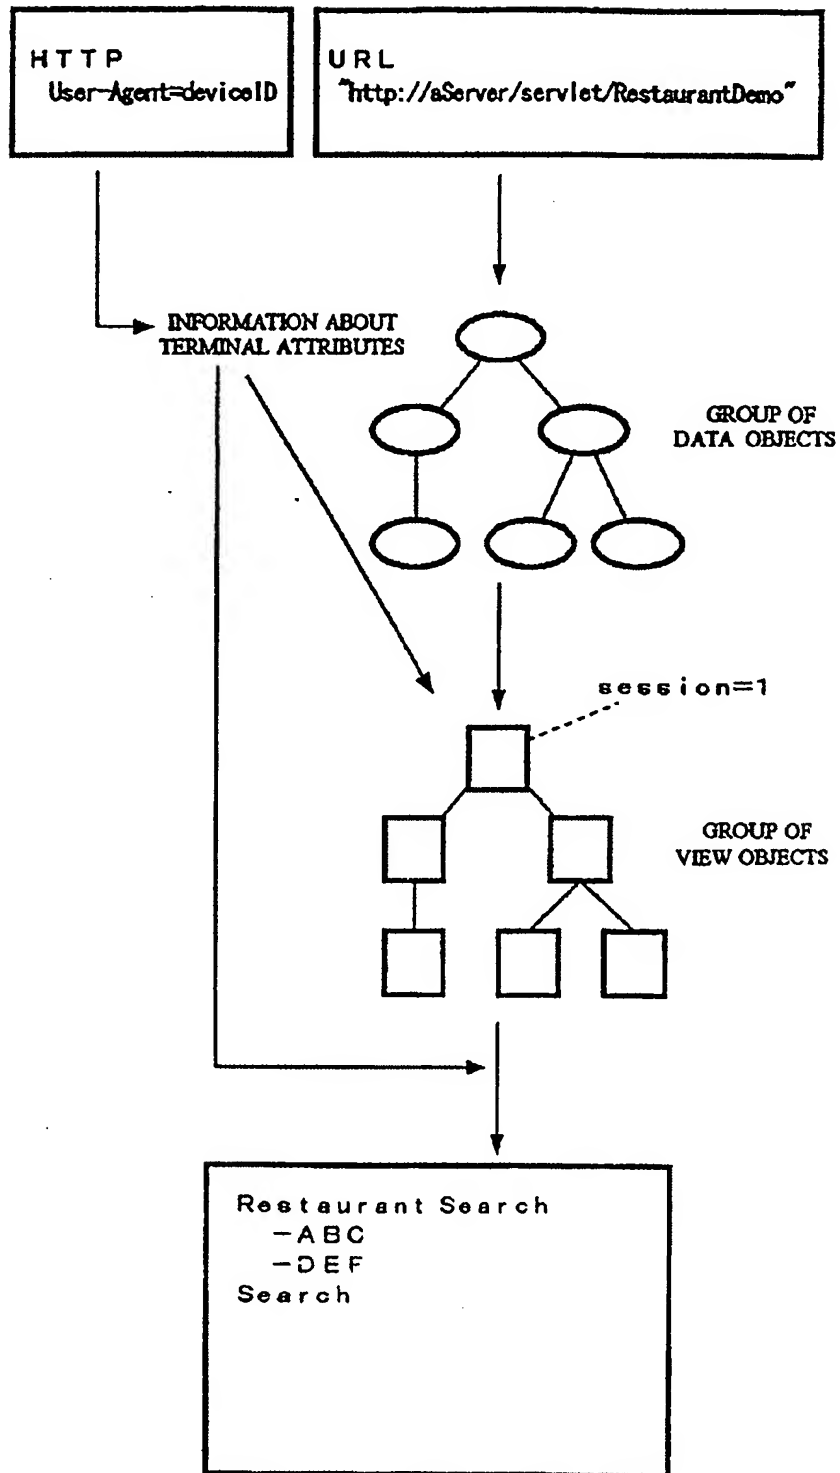 HTTP
User-Agent=deviceID
URL
"http://aServer/servlet/RestaurantDemo"
INFORMATION ABOUT
TERMINAL ATTRIBUTES
GROUP OF
DATA OBJECTS
session=1
GROUP OF
VIEW OBJECTS
Restaurant Search
-ABC
-DEF
Search